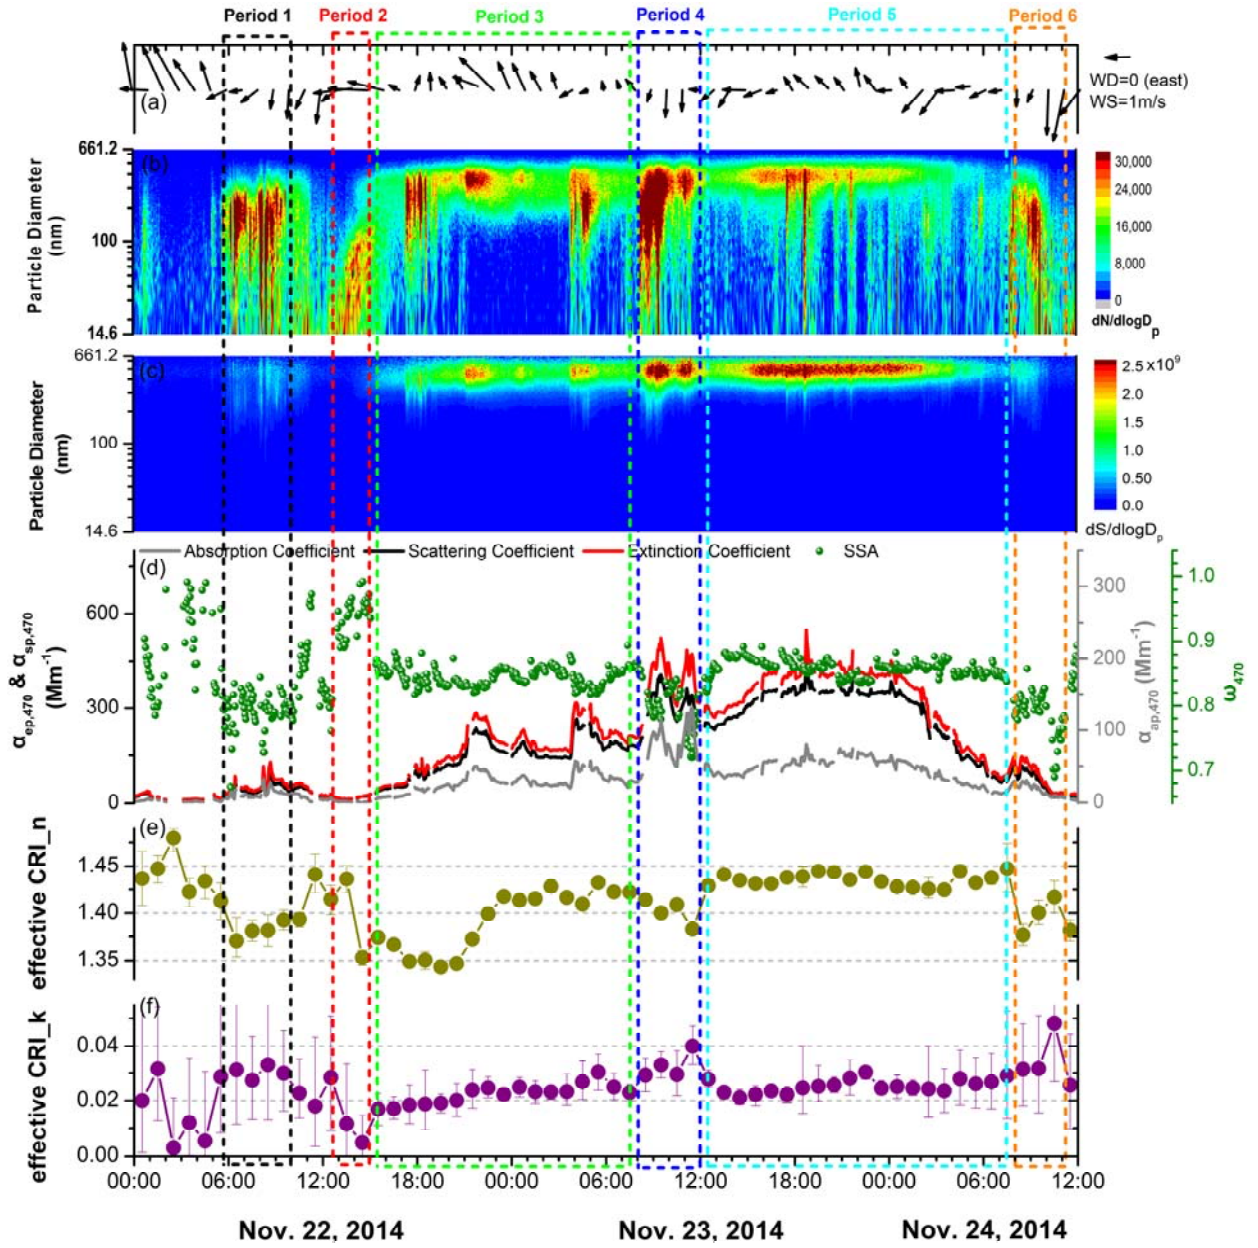 Period 1 Period 2 Period 3 Period 4 Period 5 Period 6
(a)
WD=0 (east)
WS=1m/s
661.2
(b)
Particle Diameter
(nm)
100
14.6
30,000
24,000
16,000
8,000
0
dN/dlogDp
661.2
(c)
Particle Diameter
(nm)
100
14.6
2.5x10⁹
2.0
1.5
1.0
0.50
0.0
dS/dlogDp
Absorption Coefficient Scattering Coefficient Extinction Coefficient SSA
(d)
αep,470 & αsp,470
(Mm⁻¹)
600
300
0
300
200
100
0
αap,470 (Mm⁻¹)
1.0
0.9
0.8
0.7
ω470
(e)
effective CRI_n
1.45
1.40
1.35
(f)
effective CRI_k
0.04
0.02
0.00
00:00 06:00 12:00 18:00 00:00 06:00 12:00 18:00 00:00 06:00 12:00
Nov. 22, 2014 Nov. 23, 2014 Nov. 24, 2014